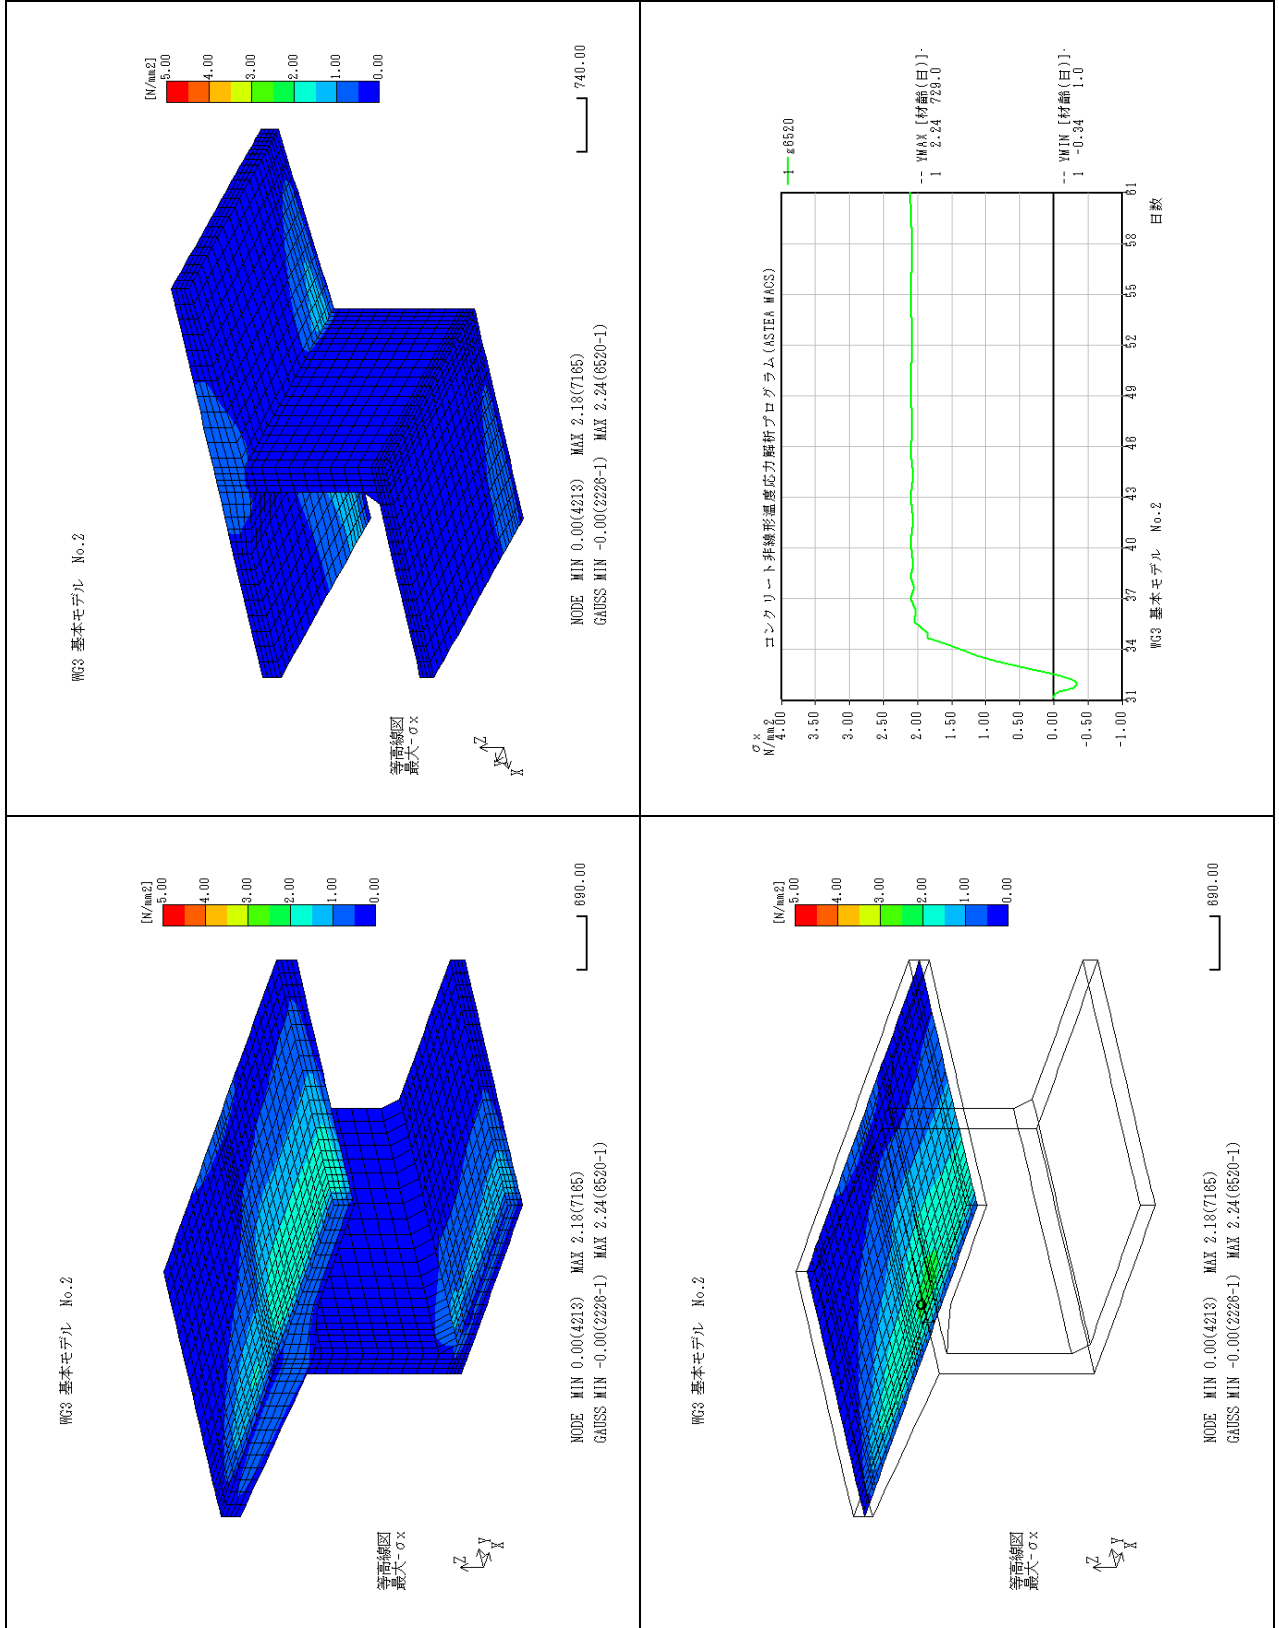 WG3 基本モデル No.2
[N/mm2]
5.00
4.00
3.00
2.00
1.00
0.00
等高線図
最大-σx
Z
Y
X
740.00
NODE MIN 0.00(4213) MAX 2.18(7165)
GAUSS MIN -0.00(2226-1) MAX 2.24(6520-1)
コンクリート非線形温度応力解析プログラム(ASTEA MACS)
σx
N/mm2
4.00
3.50
3.00
2.50
2.00
1.50
1.00
0.50
0.00
-0.50
-1.00
31
34
37
40
43
46
49
52
55
58
61
日数
1 g6520
-- YMAX [材齢(日)].
1 2.24 729.0
-- YMIN [材齢(日)].
1 -0.34 1.0
WG3 基本モデル No.2
WG3 基本モデル No.2
[N/mm2]
5.00
4.00
3.00
2.00
1.00
0.00
等高線図
最大-σx
Z
Y
X
690.00
NODE MIN 0.00(4213) MAX 2.18(7165)
GAUSS MIN -0.00(2226-1) MAX 2.24(6520-1)
WG3 基本モデル No.2
[N/mm2]
5.00
4.00
3.00
2.00
1.00
0.00
等高線図
最大-σx
Z
Y
X
690.00
NODE MIN 0.00(4213) MAX 2.18(7165)
GAUSS MIN -0.00(2226-1) MAX 2.24(6520-1)